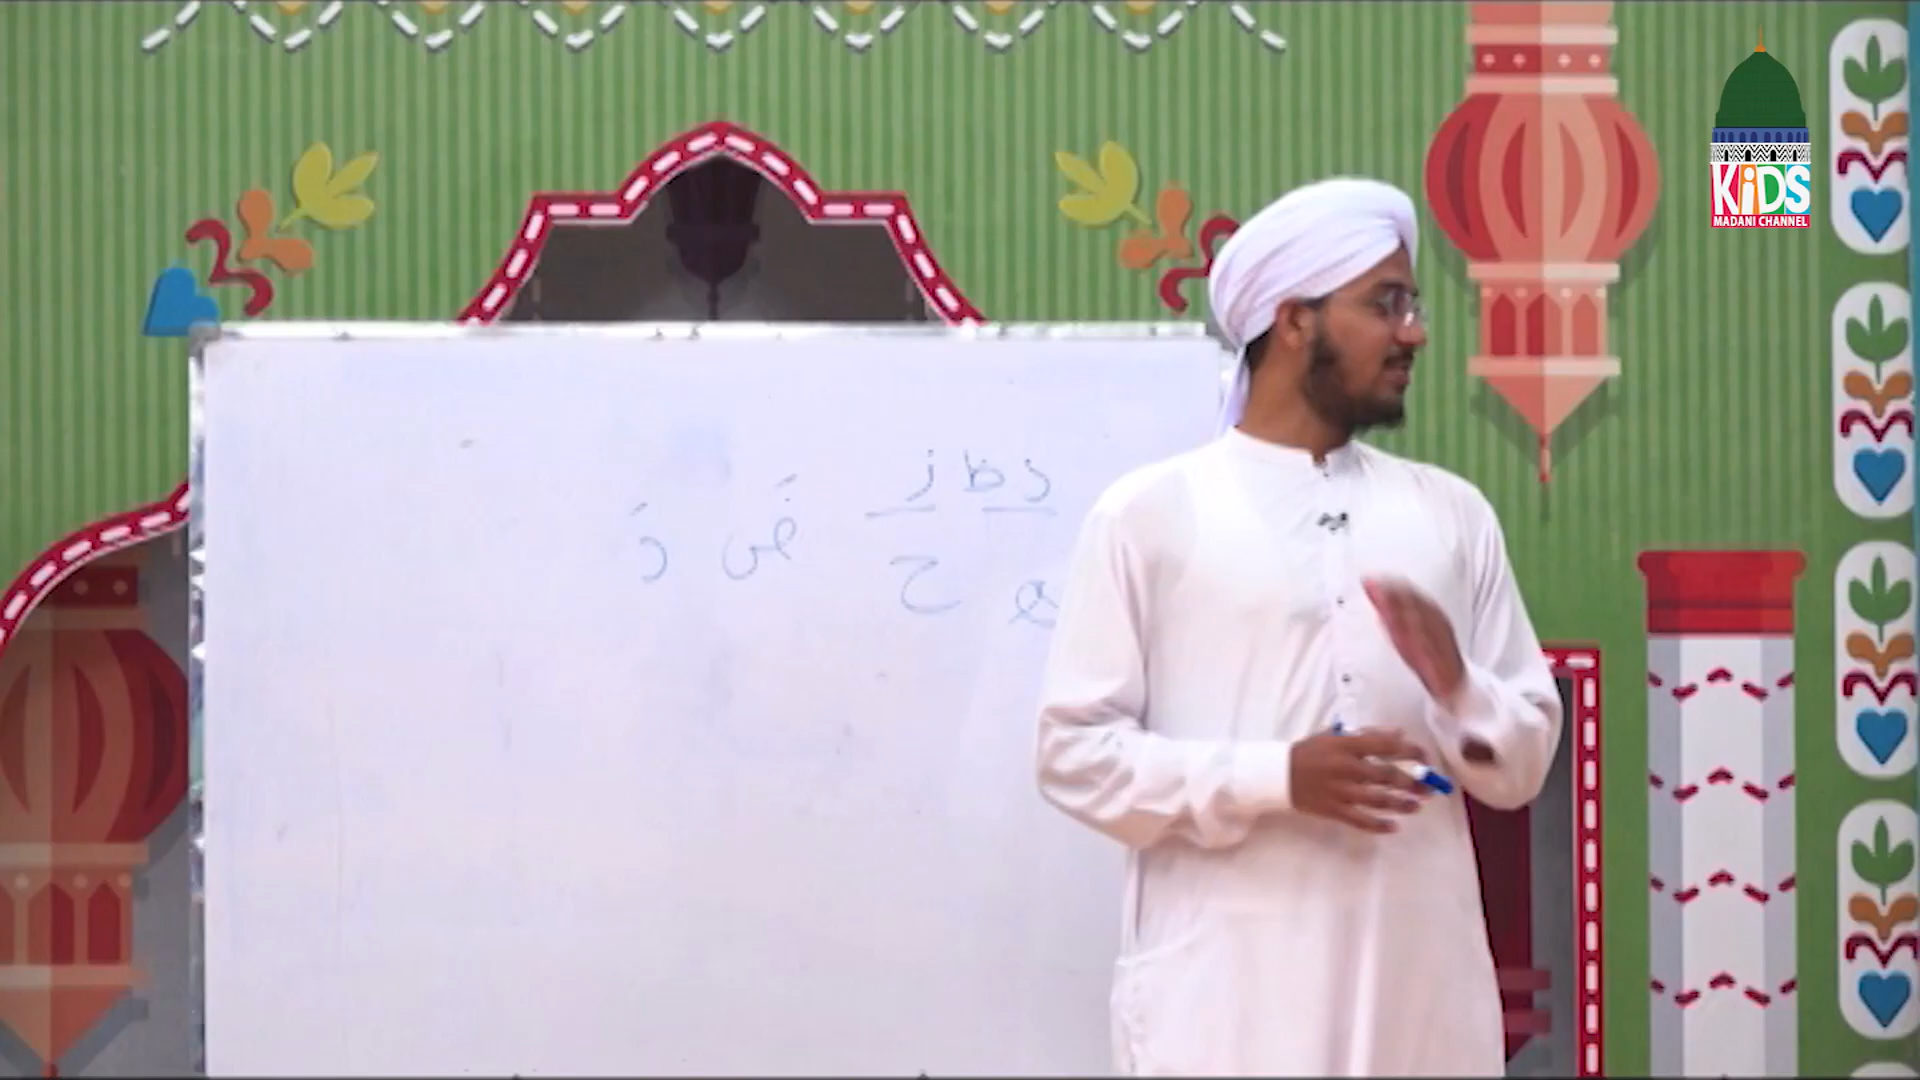 ذ ظ ز
ه ح
ضَ دَ
KiDS
MADANI CHANNEL